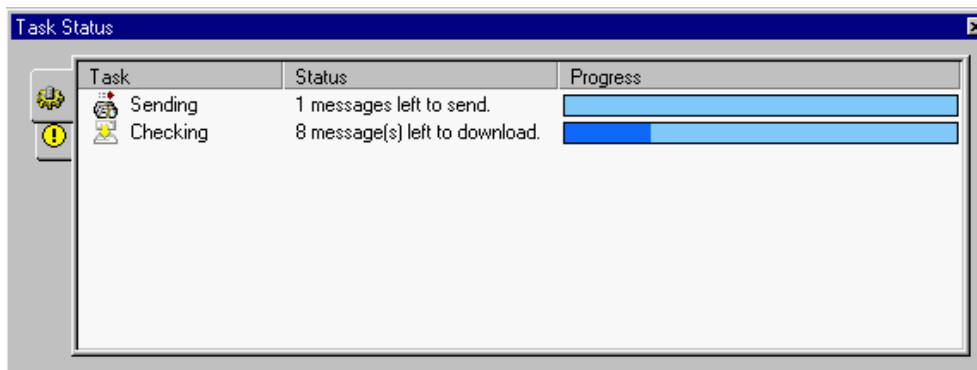 Task Status
Task Status Progress
Sending 1 messages left to send.
Checking 8 message(s) left to download.